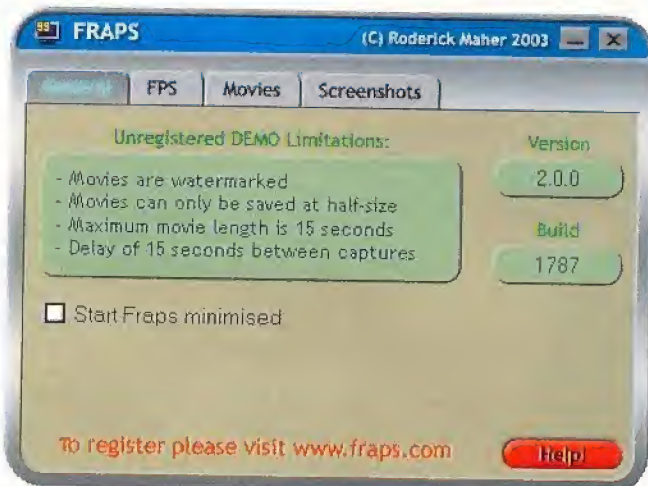 99
FRAPS
(C) Roderick Maher 2003
General FPS Movies Screenshots
Unregistered DEMO Limitations:
- Movies are watermarked
- Movies can only be saved at half-size
- Maximum movie length is 15 seconds
- Delay of 15 seconds between captures
Version
2.0.0
Build
1787
Start Fraps minimised
To register please visit www.fraps.com
Help!